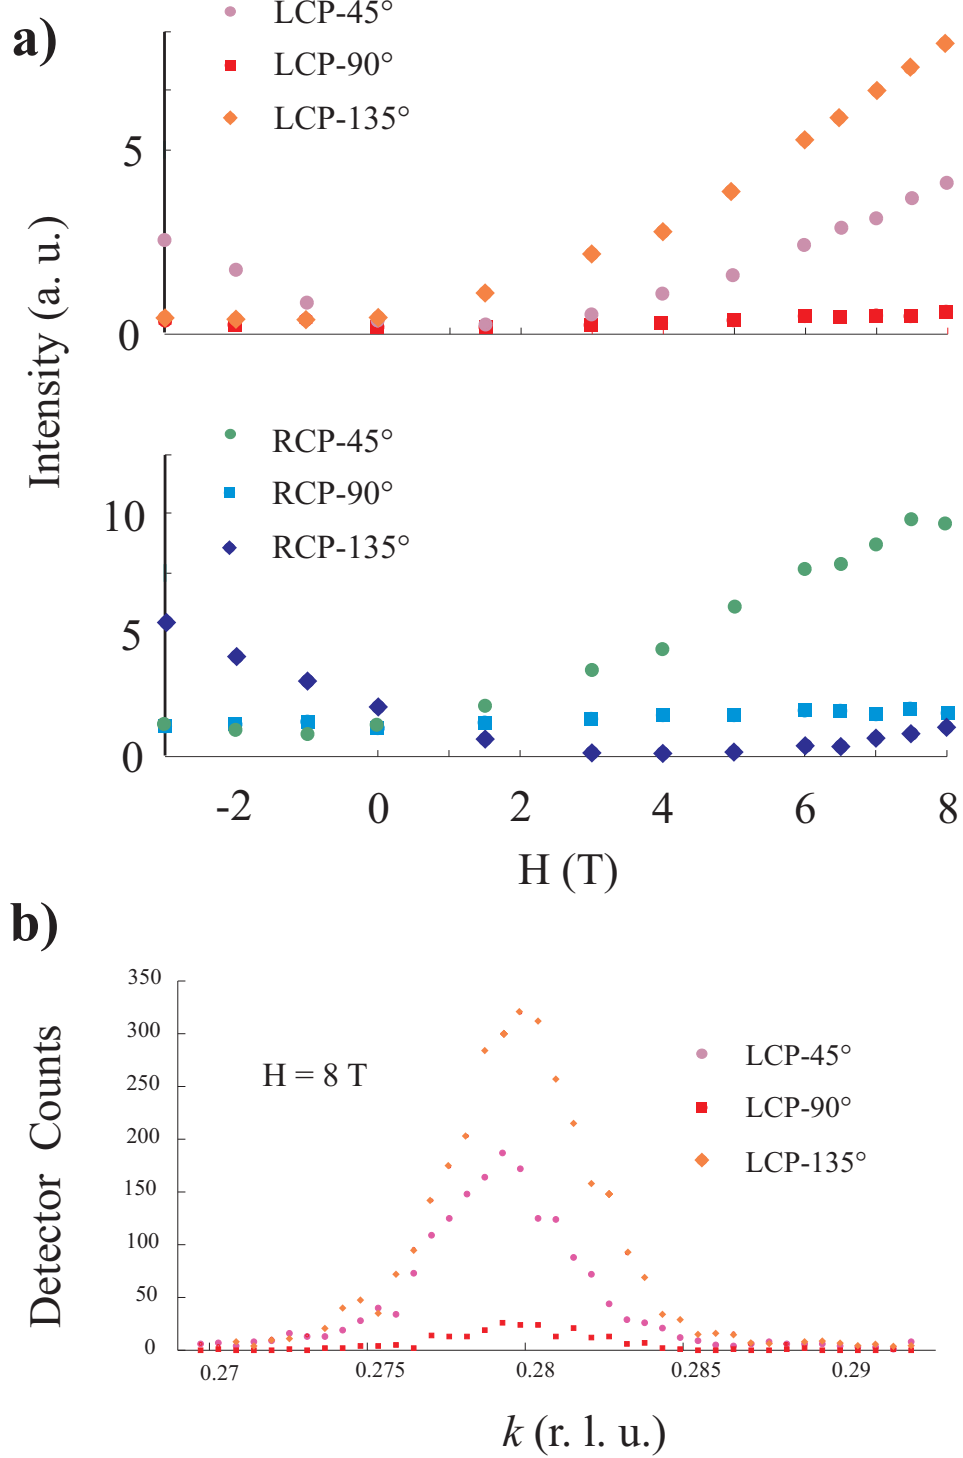 a)
LCP-45°
LCP-90°
LCP-135°
5
0
Intensity (a. u.)
RCP-45°
RCP-90°
RCP-135°
10
5
0
-2 0 2 4 6 8
H (T)
b)
350
300
250
200
150
100
50
0
Detector Counts
H = 8 T
LCP-45°
LCP-90°
LCP-135°
0.27 0.275 0.28 0.285 0.29
k (r. l. u.)